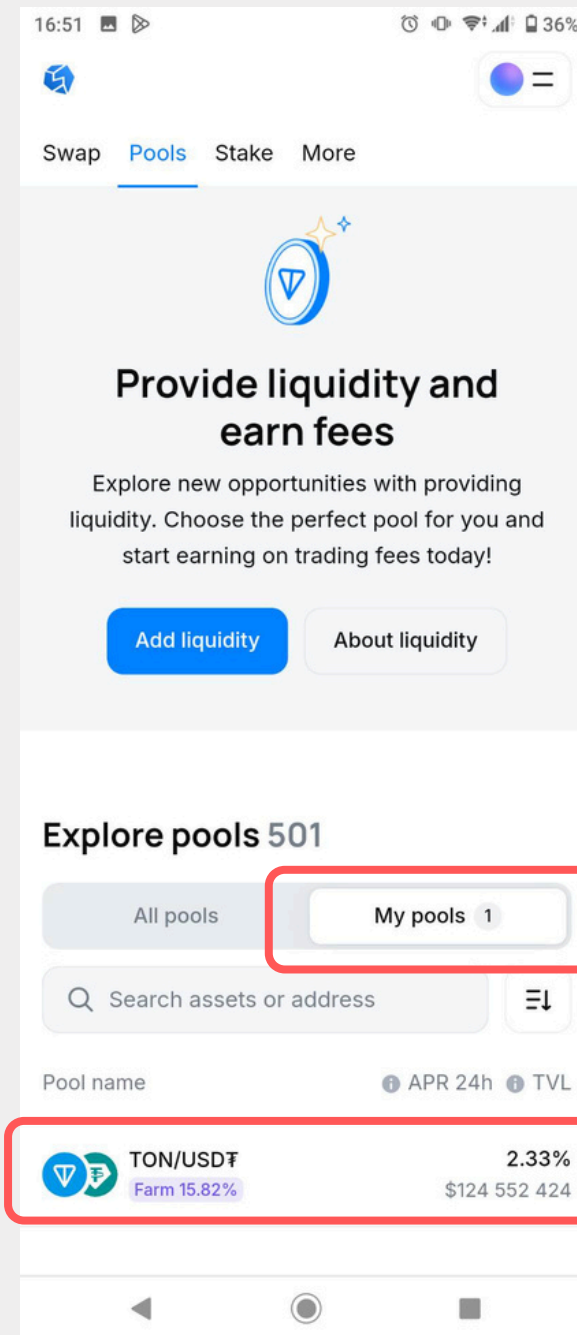 16:51
36%
Swap Pools Stake More
Provide liquidity and
earn fees
Explore new opportunities with providing
liquidity. Choose the perfect pool for you and
start earning on trading fees today!
Add liquidity About liquidity
Explore pools 501
All pools My pools 1
Search assets or address
Pool name APR 24h TVL
TON/USD₮ 2.33%
Farm 15.82% $124 552 424